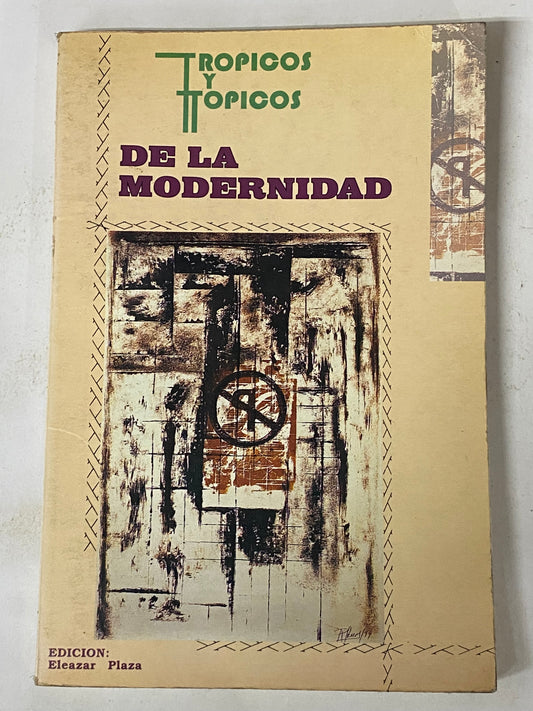 TROPICOS
Y
TOPICOS
DE LA
MODERNIDAD
EDICION:
Eleazar Plaza